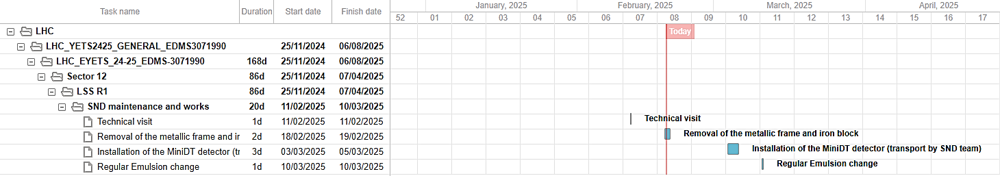 Task name Duration Start date Finish date January, 2025 February, 2025 March, 2025 April, 2025
52 01 02 03 04 05 06 07 08 09 10 11 12 13 14 15 16 17
LHC Today
LHC_YETS2425_GENERAL_EDMS3071990 25/11/2024 06/08/2025
LHC_EYETS_24-25_EDMS-3071990 168d 25/11/2024 06/08/2025
Sector 12 86d 25/11/2024 07/04/2025
LSS R1 86d 25/11/2024 07/04/2025
SND maintenance and works 20d 11/02/2025 10/03/2025
Technical visit 1d 11/02/2025 11/02/2025 Technical visit
Removal of the metallic frame and ir 2d 18/02/2025 19/02/2025 Removal of the metallic frame and iron block
Installation of the MiniDT detector (tr 3d 03/03/2025 05/03/2025 Installation of the MiniDT detector (transport by SND team)
Regular Emulsion change 1d 10/03/2025 10/03/2025 Regular Emulsion change